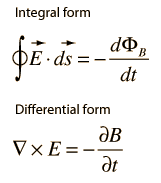 Integral form
∮E⃗ · ds⃗ = − dΦ_B / dt
Differential form
∇ × E = − ∂B / ∂t